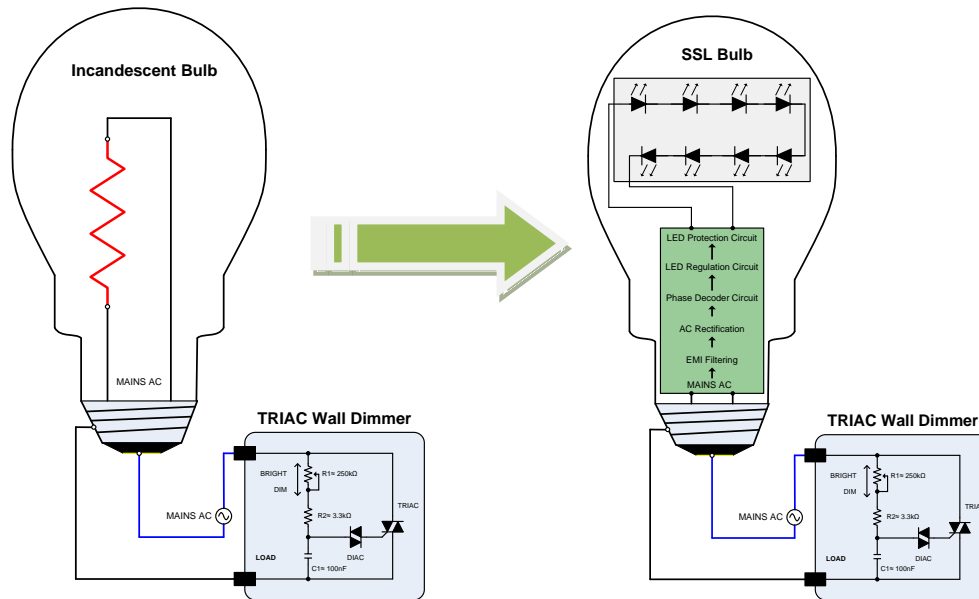 Incandescent Bulb
MAINS AC
TRIAC Wall Dimmer
BRIGHT
R1≈ 250kΩ
DIM
TRIAC
R2≈ 3.3kΩ
MAINS AC
DIAC
LOAD
C1≈ 100nF
SSL Bulb
LED Protection Circuit
LED Regulation Circuit
Phase Decoder Circuit
AC Rectification
EMI Filtering
MAINS AC
TRIAC Wall Dimmer
BRIGHT
R1≈ 250kΩ
DIM
TRIA
R2≈ 3.3kΩ
MAINS AC
DIAC
LOAD
C1≈ 100nF